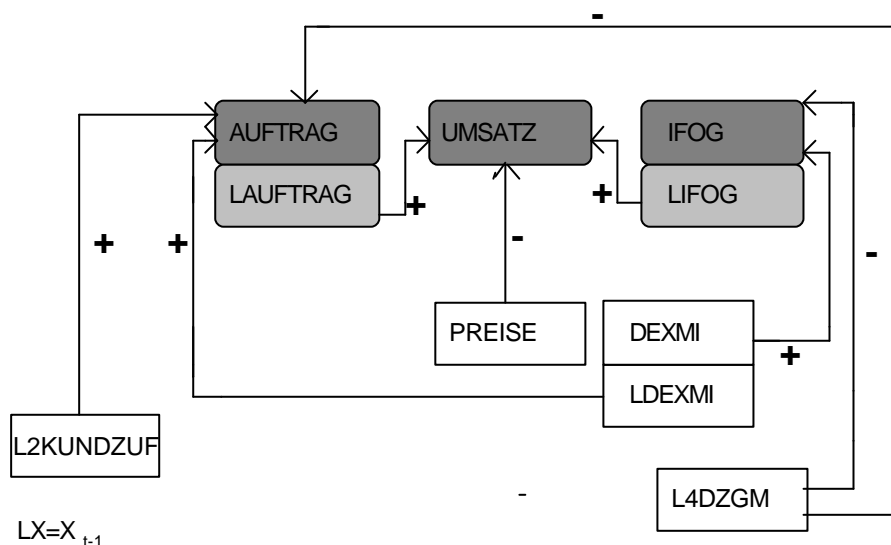 -
AUFTRAG
UMSATZ
IFOG
LAUFTRAG
+
+
LIFOG
+
+
-
-
PREISE
DEXMI
+
LDEXMI
L2KUNDZUF
-
L4DZGM
LX=X t-1